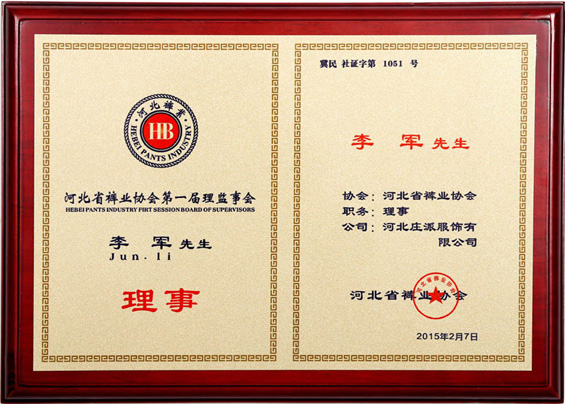 河北裤业
HB
HEBEI PANTS INDUSTRY
河北省裤业协会第一届理监事会
HEBEI PANTS INDUSTRY FIRT SESSION BOARD OF SUPERVISORS
李 军 先生
Jun.li
理事
冀民 社证字第 1051 号
李 军 先生
协会：河北省裤业协会
职务：理事
公司：河北庄派服饰有
限公司
河北省裤业协会
2015年2月7日